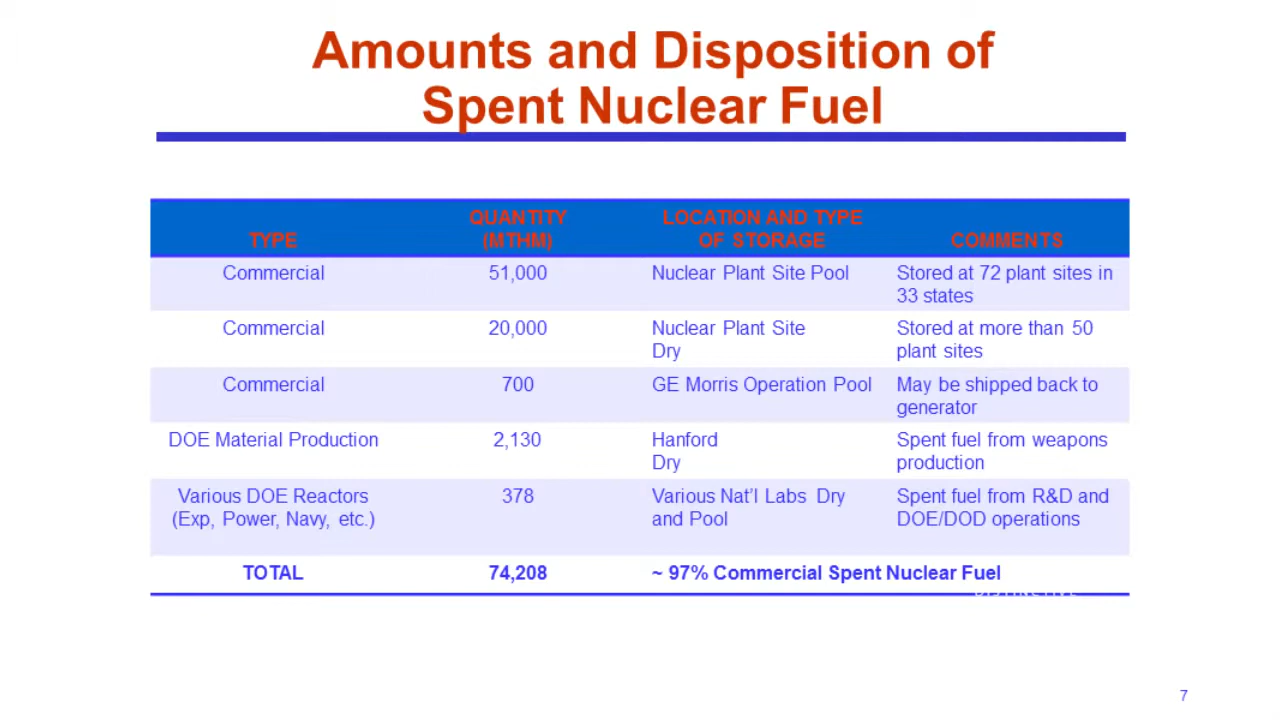 Amounts and Disposition of
Spent Nuclear Fuel
TYPE
QUANTITY
(MTHM)
LOCATION AND TYPE
OF STORAGE
COMMENTS
Commercial
51,000
Nuclear Plant Site Pool
Stored at 72 plant sites in
33 states
Commercial
20,000
Nuclear Plant Site
Dry
Stored at more than 50
plant sites
Commercial
700
GE Morris Operation Pool
May be shipped back to
generator
DOE Material Production
2,130
Hanford
Dry
Spent fuel from weapons
production
Various DOE Reactors
(Exp, Power, Navy, etc.)
378
Various Nat'l Labs Dry
and Pool
Spent fuel from R&D and
DOE/DOD operations
TOTAL
74,208
~ 97% Commercial Spent Nuclear Fuel
7